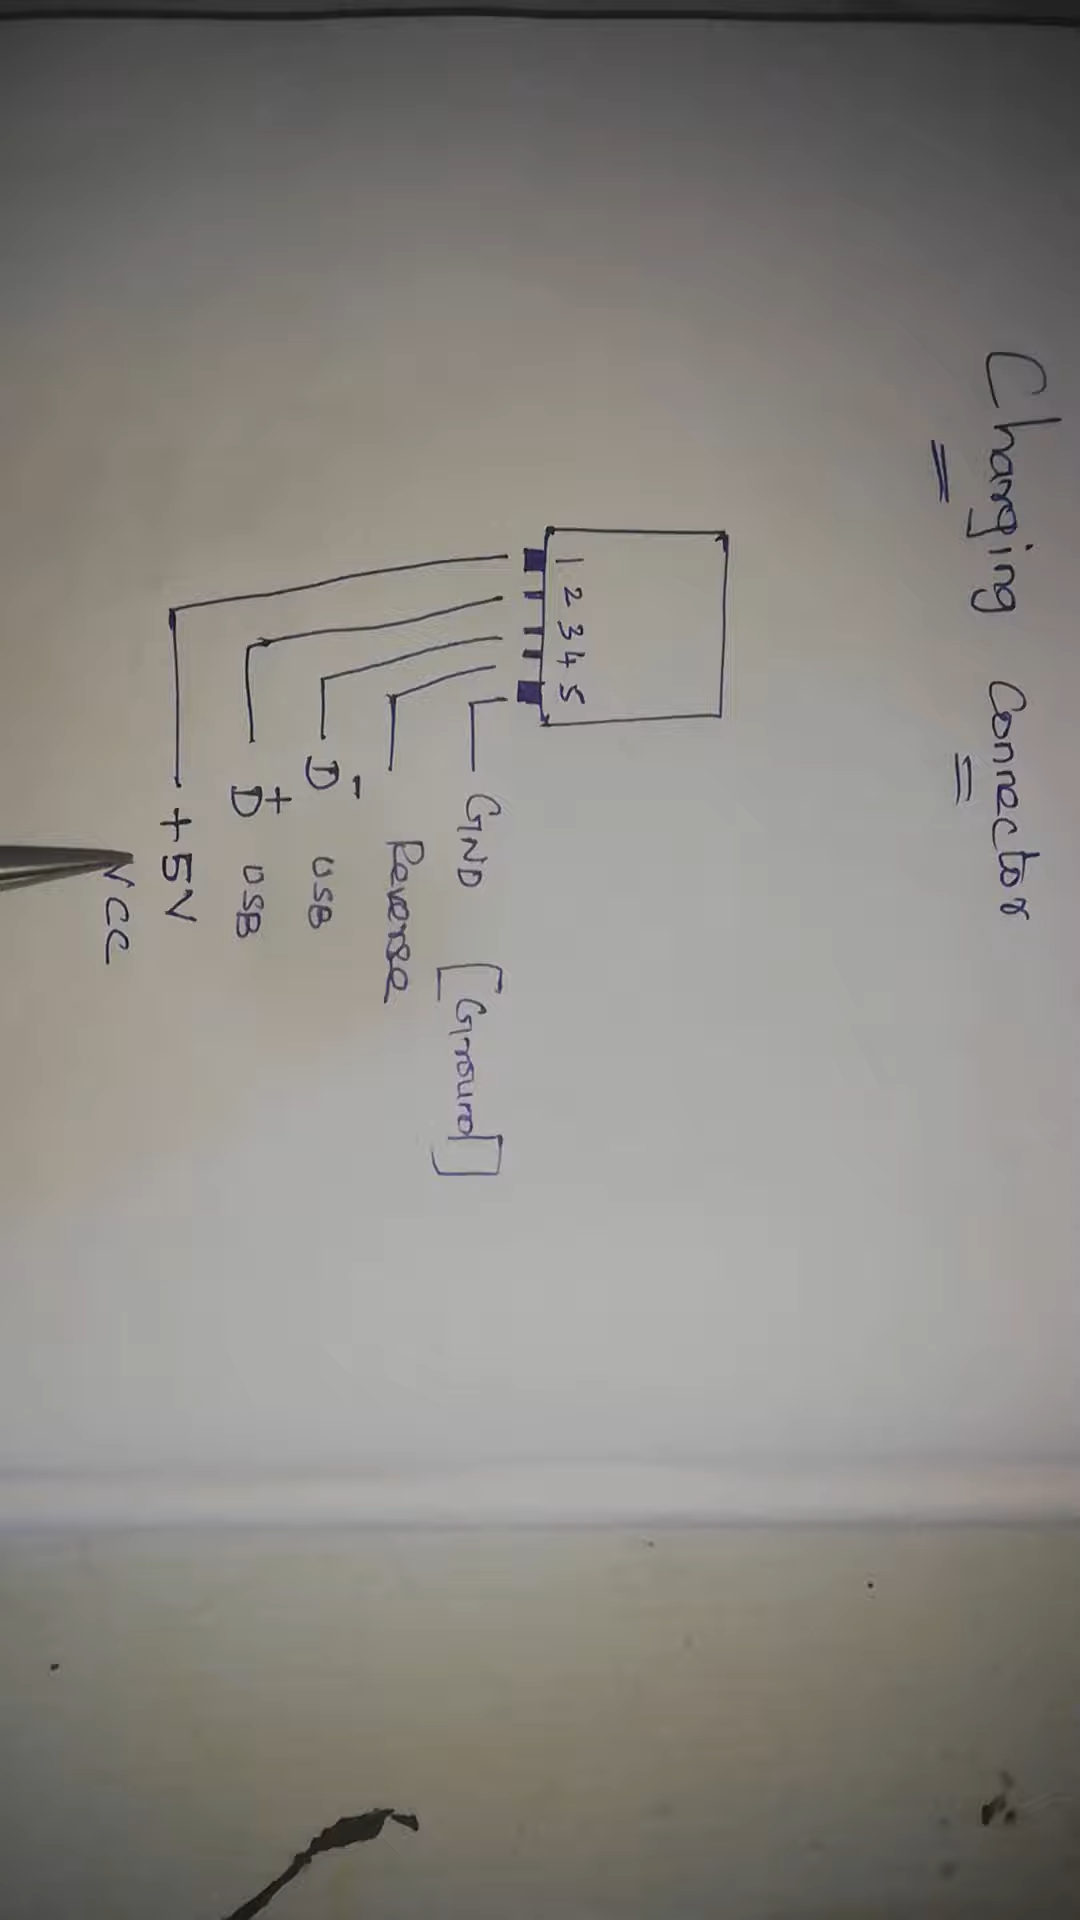 Charging Connector
1 2 3 4 5
GND [Ground]
Reverse
D- USB
D+ USB
+5V
VCC